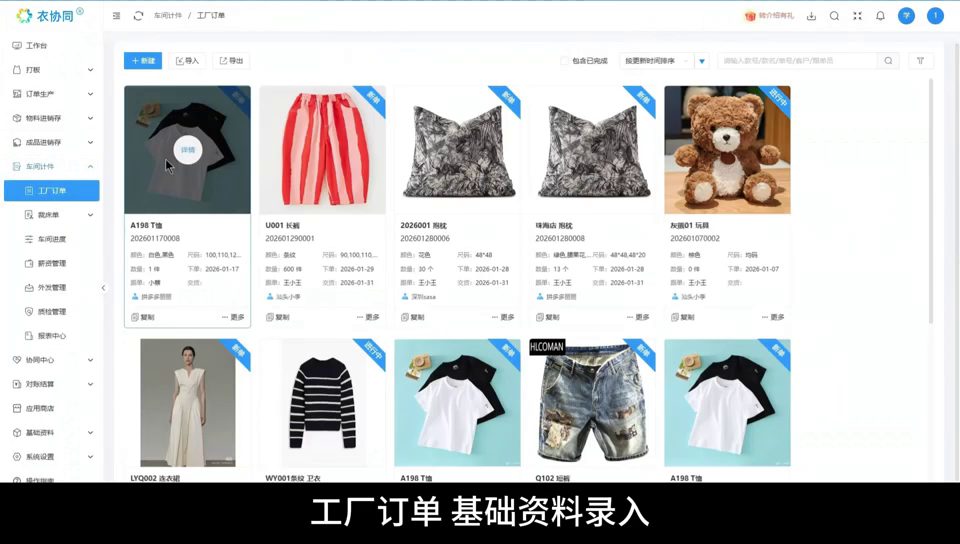 衣协同®
车间计件 / 工厂订单
转介绍有礼
学
1
工作台
打板
订单生产
物料进销存
成品进销存
车间计件
工厂订单
裁床单
车间进度
薪资管理
外发管理
质检管理
报表中心
协同中心
对账结算
应用商店
基础资料
系统设置
操作指南
+ 新建 导入 导出
包含已完成 按更新时间排序 请输入款号/款名/单号/客户/跟单员
新单 新单 新单 新单 进行中
详情
A198 T恤
202601170008
颜色: 白色,黑色 尺码: 100,110,12...
数量: 1 件 下单: 2026-01-17
跟单: 小蔡 交货:
拼多多丽丽
复制 ··· 更多
U001 长裤
202601290001
颜色: 条纹 尺码: 90,100,110,...
数量: 600 件 下单: 2026-01-29
跟单: 王小王 交货: 2026-01-31
汕头小李
复制 ··· 更多
2026001 抱枕
202601280006
颜色: 花色 尺码: 48*48
数量: 30 个 下单: 2026-01-28
跟单: 王小王 交货: 2026-01-31
深圳sasa
复制 ··· 更多
珠海店 抱枕
202601280008
颜色: 绿色,腰果花,... 尺码: 48*48,48*20
数量: 13 个 下单: 2026-01-28
跟单: 王小王 交货: 2026-01-31
拼多多丽丽
复制 ··· 更多
灰熊01 玩具
202601070002
颜色: 棕色 尺码: 均码
数量: 0 件 下单: 2026-01-07
跟单: 王小王 交货:
汕头小李
复制 ··· 更多
新单 进行中 新单 新单 新单
HLCOMAN
LYQ002 连衣裙
WY001条纹 卫衣
A198 T恤
Q102 短裤
A198 T恤
工厂订单 基础资料录入